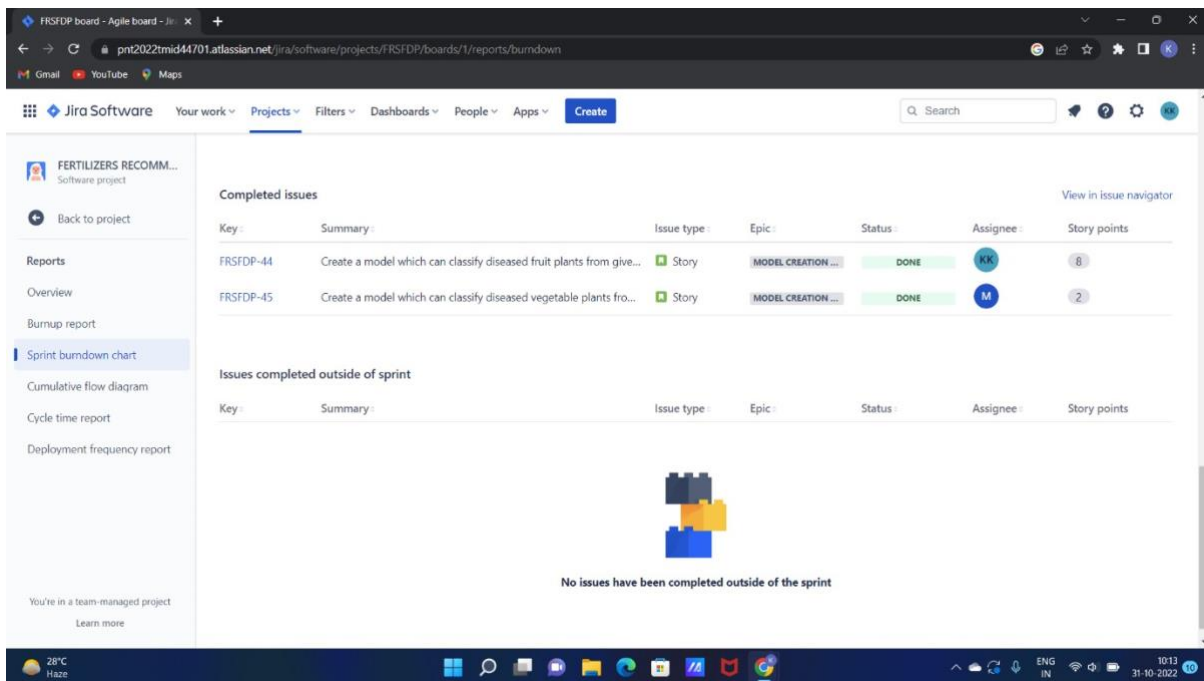 FRSFDP board - Agile board - Jir
pnt2022tmid44701.atlassian.net/jira/software/projects/FRSFDP/boards/1/reports/burndown
K
Gmail YouTube Maps
Jira Software Your work Projects Filters Dashboards People Apps Create Search KK
FERTILIZERS RECOMM...
Software project
Back to project
Reports
Overview
Burnup report
Sprint burndown chart
Cumulative flow diagram
Cycle time report
Deployment frequency report
You're in a team-managed project
Learn more
Completed issues View in issue navigator
Key Summary Issue type Epic Status Assignee Story points
FRSFDP-44 Create a model which can classify diseased fruit plants from give... Story MODEL CREATION ... DONE KK 8
FRSFDP-45 Create a model which can classify diseased vegetable plants fro... Story MODEL CREATION ... DONE M 2
Issues completed outside of sprint
Key Summary Issue type Epic Status Assignee Story points
No issues have been completed outside of the sprint
28°C
Haze
ENG
IN
10:13
31-10-2022
10